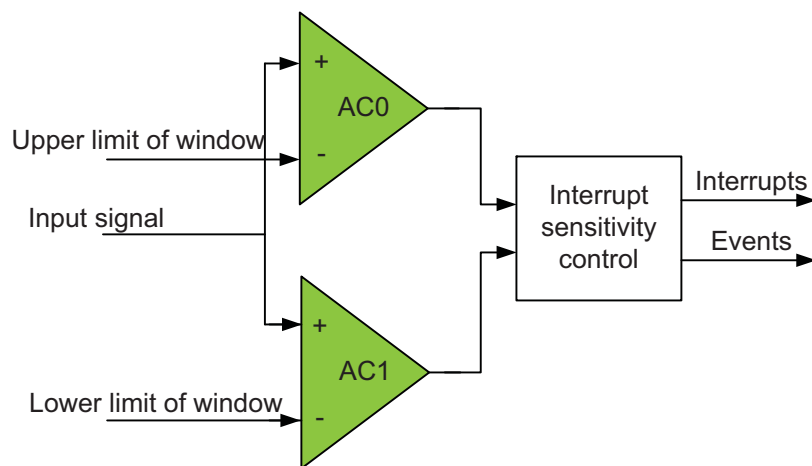 +
AC0
-
Upper limit of window
Input signal
Interrupt
sensitivity
control
Interrupts
Events
+
AC1
-
Lower limit of window